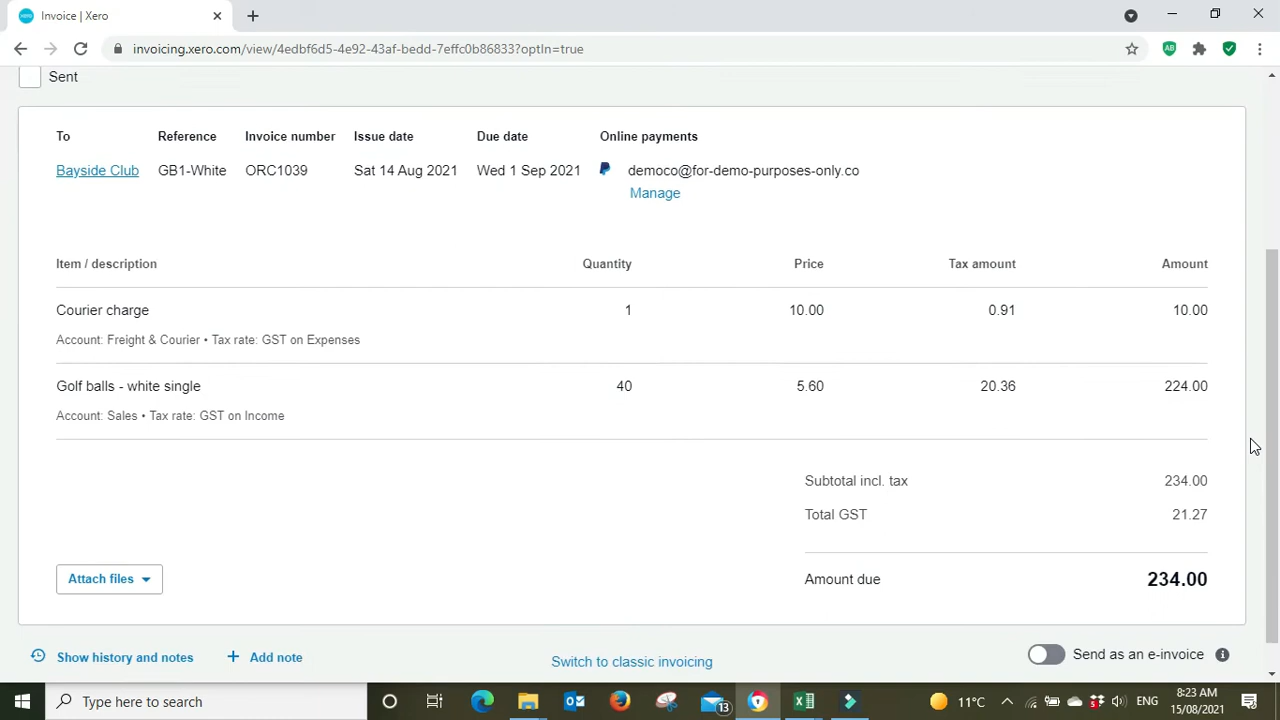 Invoice | Xero
invoicing.xero.com/view/4edbf6d5-4e92-43af-bedd-7effc0b86833?optIn=true
Sent
To Reference Invoice number Issue date Due date Online payments
Bayside Club GB1-White ORC1039 Sat 14 Aug 2021 Wed 1 Sep 2021 democo@for-demo-purposes-only.co
Manage
Item / description Quantity Price Tax amount Amount
Courier charge 1 10.00 0.91 10.00
Account: Freight & Courier • Tax rate: GST on Expenses
Golf balls - white single 40 5.60 20.36 224.00
Account: Sales • Tax rate: GST on Income
Subtotal incl. tax 234.00
Total GST 21.27
Attach files Amount due 234.00
Show history and notes + Add note Switch to classic invoicing Send as an e-invoice
Type here to search 13 11°C ENG 8:23 AM
15/08/2021